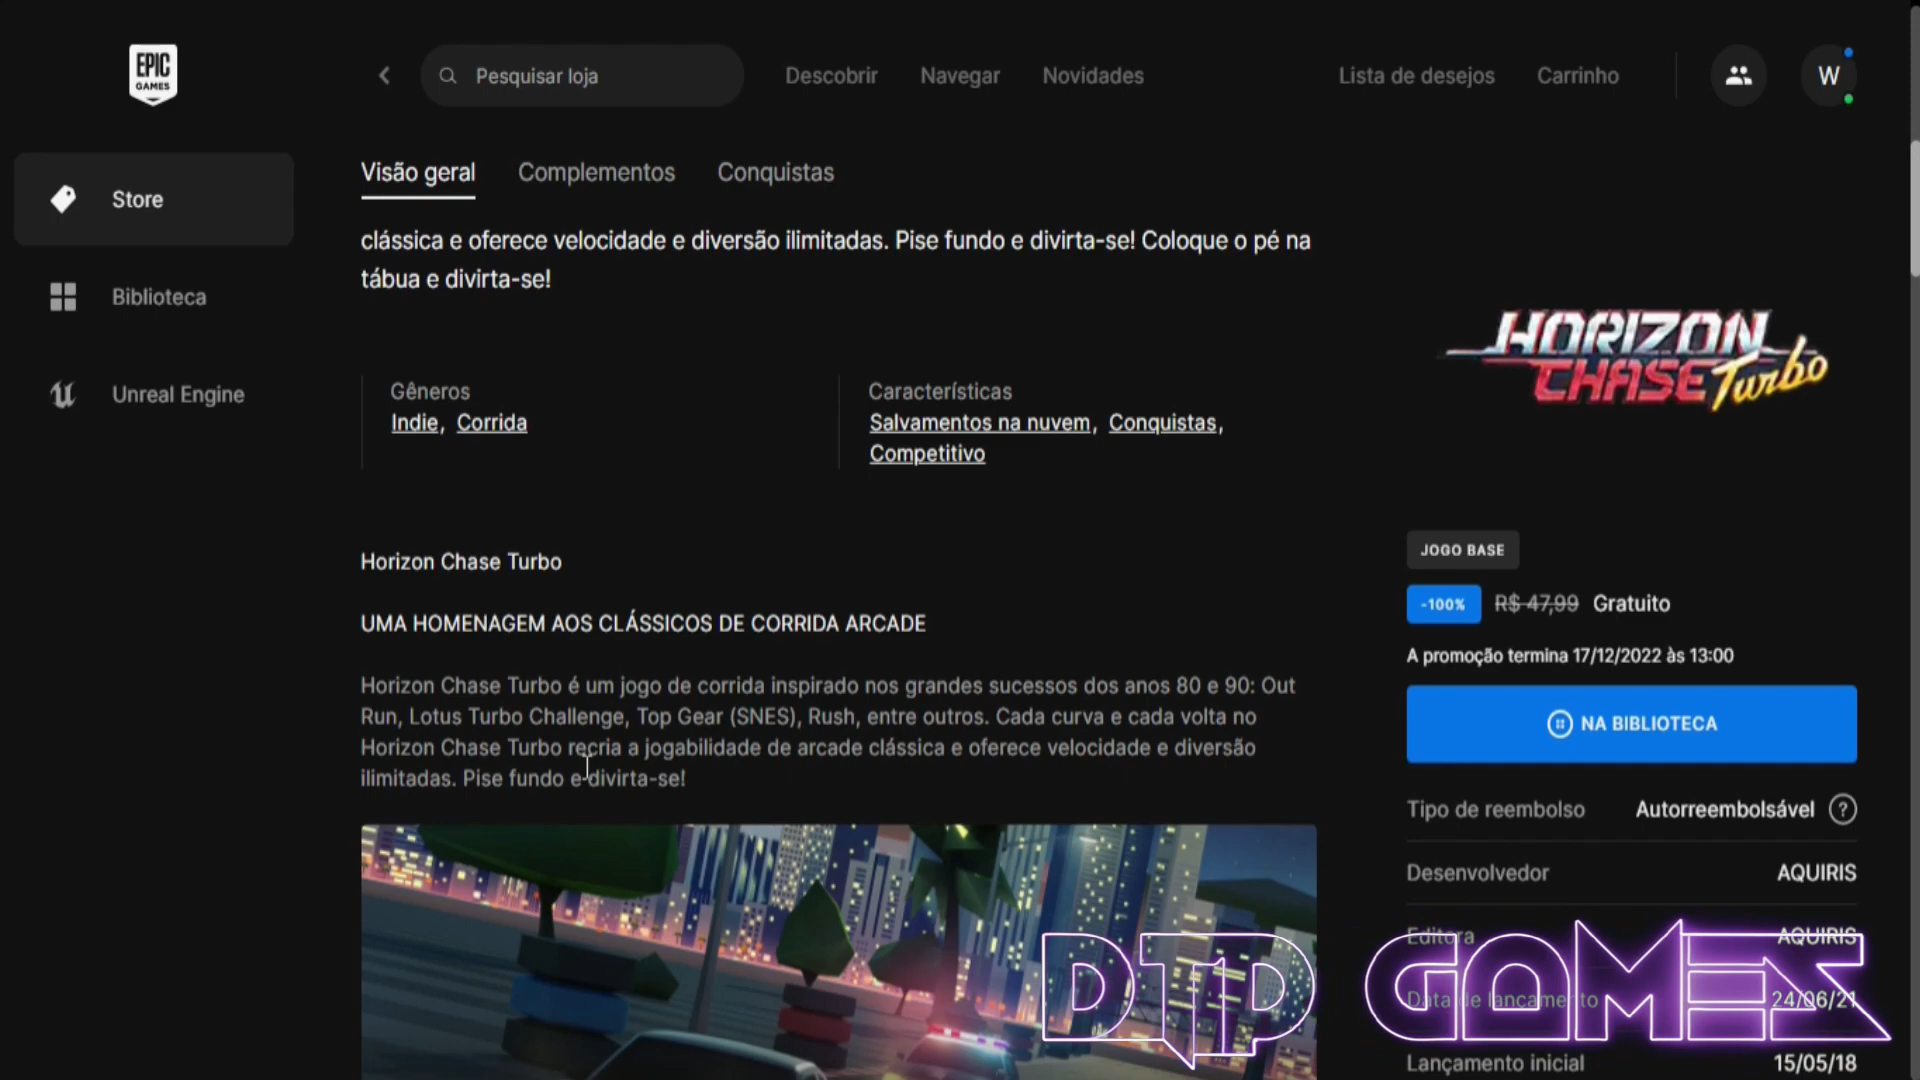 EPIC
GAMES
Pesquisar loja
Descobrir
Navegar
Novidades
Lista de desejos
Carrinho
W
Store
Biblioteca
Unreal Engine
Visão geral
Complementos
Conquistas
clássica e oferece velocidade e diversão ilimitadas. Pise fundo e divirta-se! Coloque o pé na
tábua e divirta-se!
Gêneros
Indie, Corrida
Características
Salvamentos na nuvem, Conquistas,
Competitivo
Horizon Chase Turbo
UMA HOMENAGEM AOS CLÁSSICOS DE CORRIDA ARCADE
Horizon Chase Turbo é um jogo de corrida inspirado nos grandes sucessos dos anos 80 e 90: Out
Run, Lotus Turbo Challenge, Top Gear (SNES), Rush, entre outros. Cada curva e cada volta no
Horizon Chase Turbo recria a jogabilidade de arcade clássica e oferece velocidade e diversão
ilimitadas. Pise fundo e divirta-se!
HORIZON
CHASE Turbo
JOGO BASE
-100% R$ 47,99 Gratuito
A promoção termina 17/12/2022 às 13:00
NA BIBLIOTECA
Tipo de reembolso Autorreembolsável ?
Desenvolvedor AQUIRIS
Editora AQUIRIS
Data de lançamento 24/06/21
Lançamento inicial 15/05/18
DTP GAMES